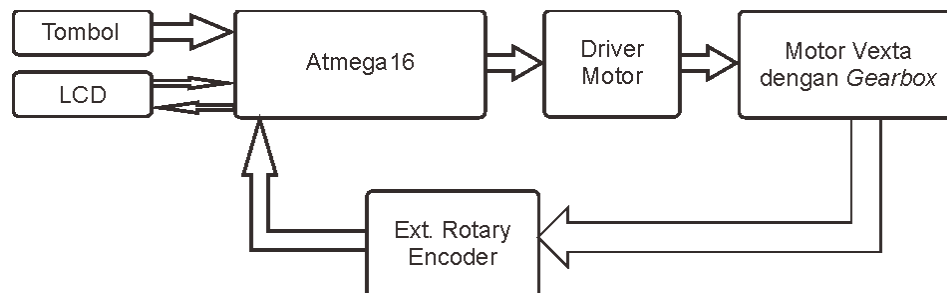 Tombol
LCD
Atmega16
Driver
Motor
Motor Vexta
dengan Gearbox
Ext. Rotary
Encoder